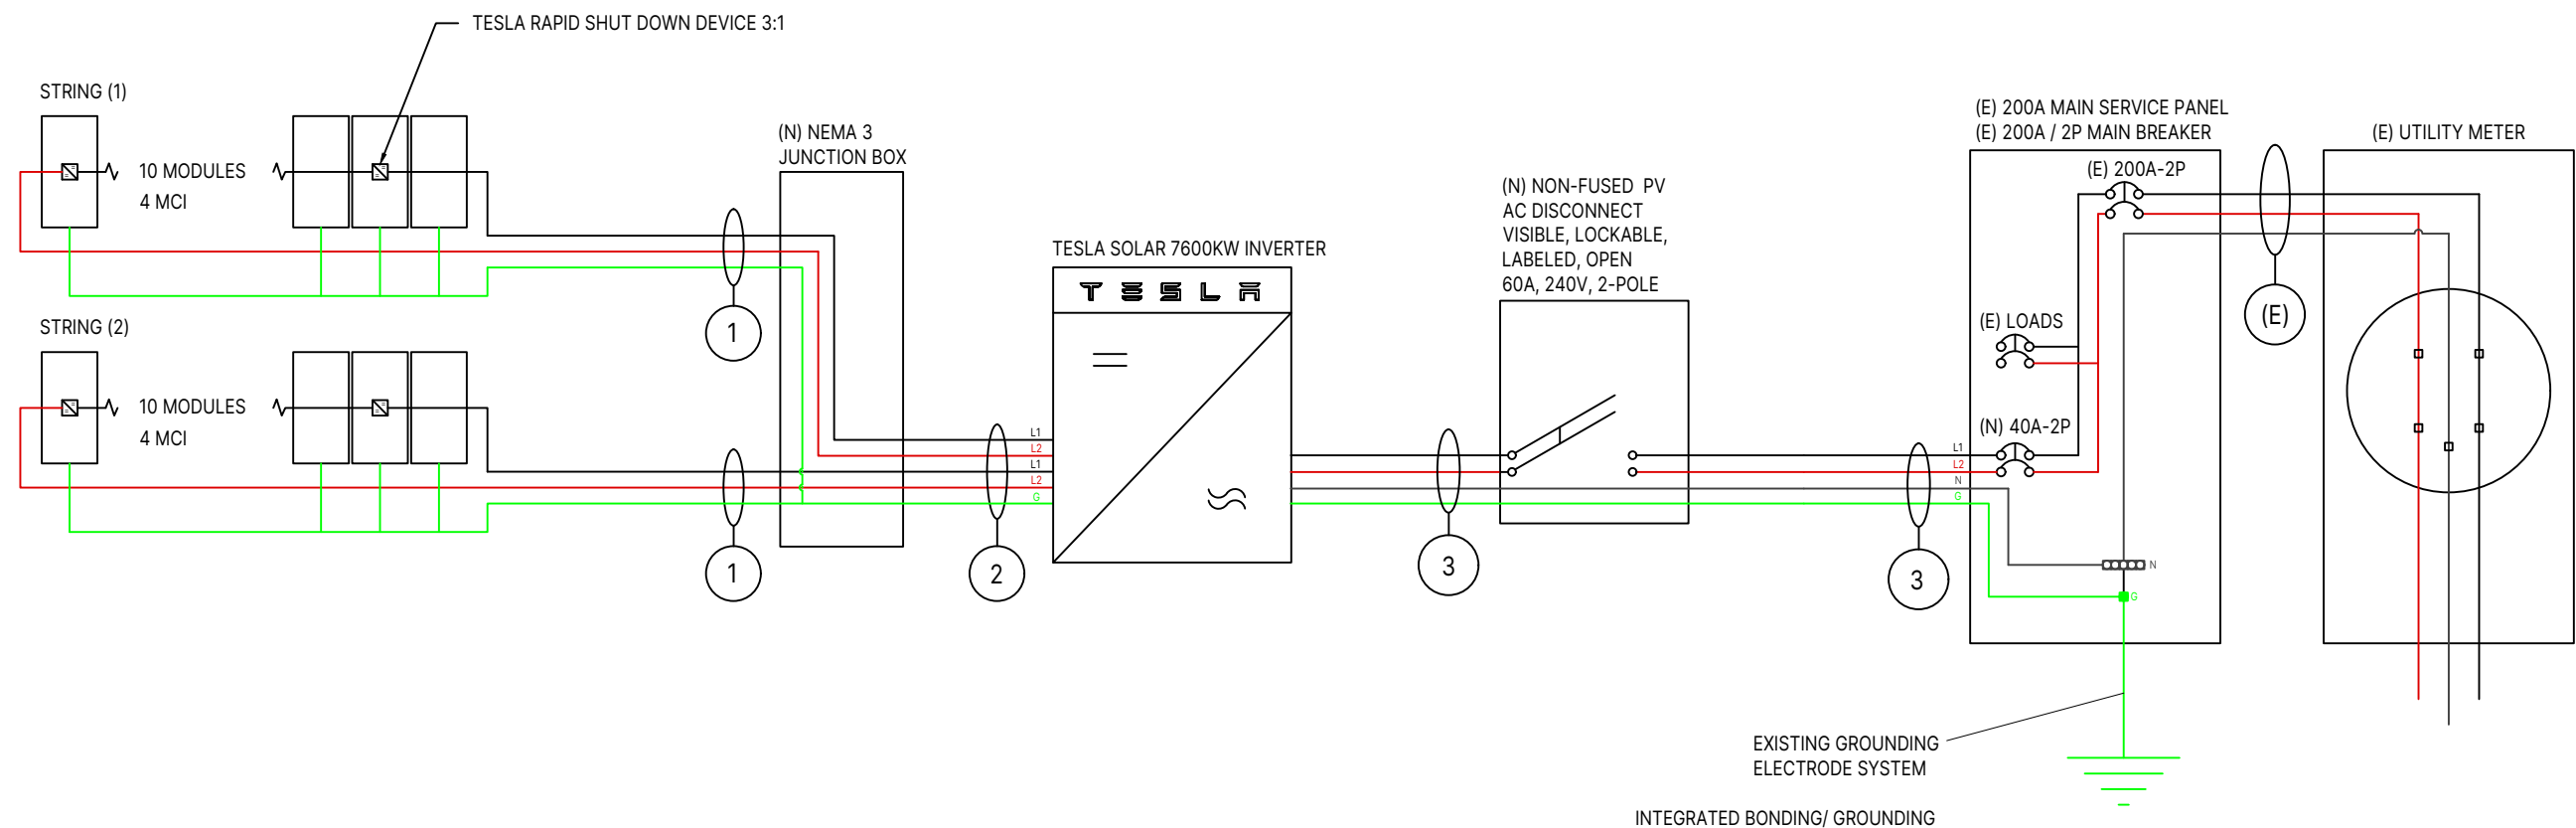 TESLA RAPID SHUT DOWN DEVICE 3:1
STRING (1)
10 MODULES
4 MCI
(N) NEMA 3
JUNCTION BOX
1
STRING (2)
10 MODULES
4 MCI
1
2
L1
L2
L1
L2
G
TESLA SOLAR 7600KW INVERTER
TESLA
3
(N) NON-FUSED PV
AC DISCONNECT
VISIBLE, LOCKABLE,
LABELED, OPEN
60A, 240V, 2-POLE
3
L1
L2
N
G
(E) 200A MAIN SERVICE PANEL
(E) 200A / 2P MAIN BREAKER
(E) 200A-2P
(E) LOADS
(N) 40A-2P
N
G
(E)
(E) UTILITY METER
EXISTING GROUNDING
ELECTRODE SYSTEM
INTEGRATED BONDING/ GROUNDING